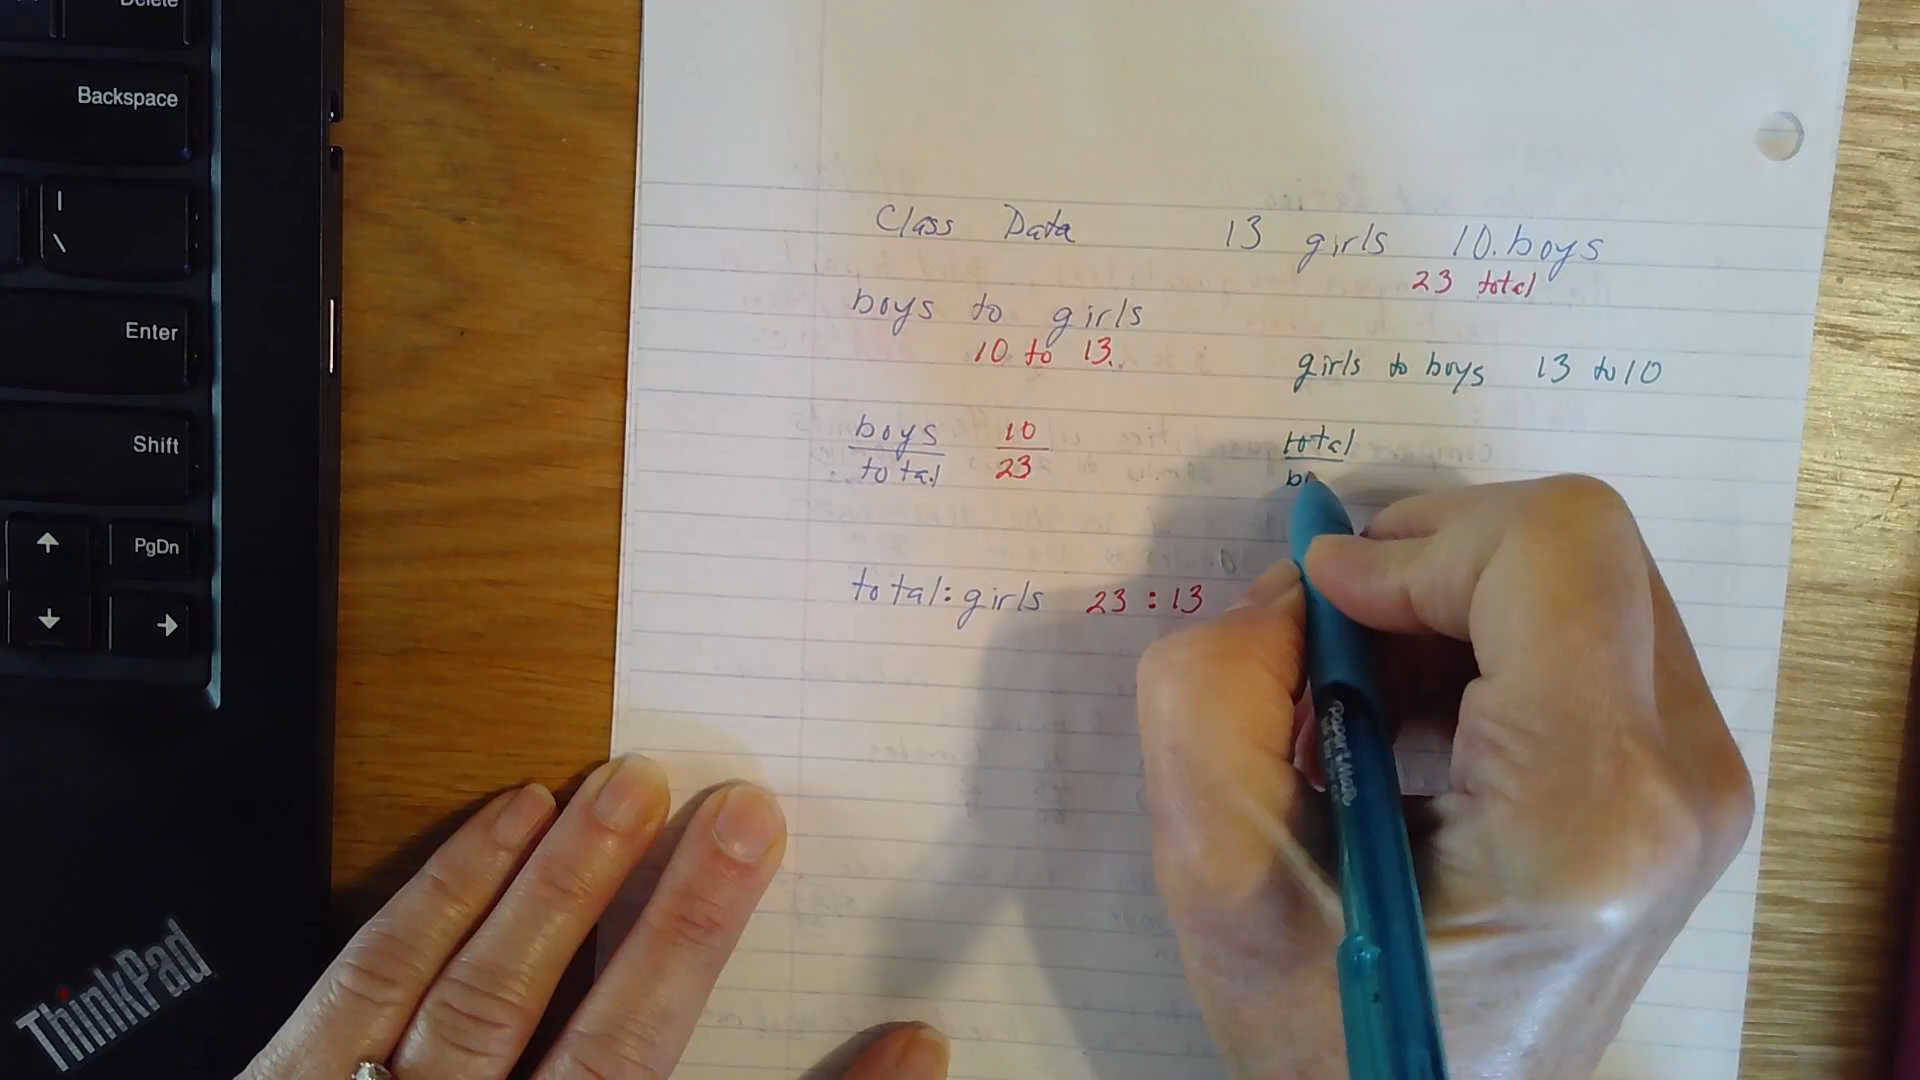 Delete
Backspace
|
\
Enter
Shift
PgDn
ThinkPad
Class Data 13 girls 10 boys
23 total
boys to girls
10 to 13
girls to boys 13 to 10
boys 10
total 23
total
bo
total: girls 23 : 13